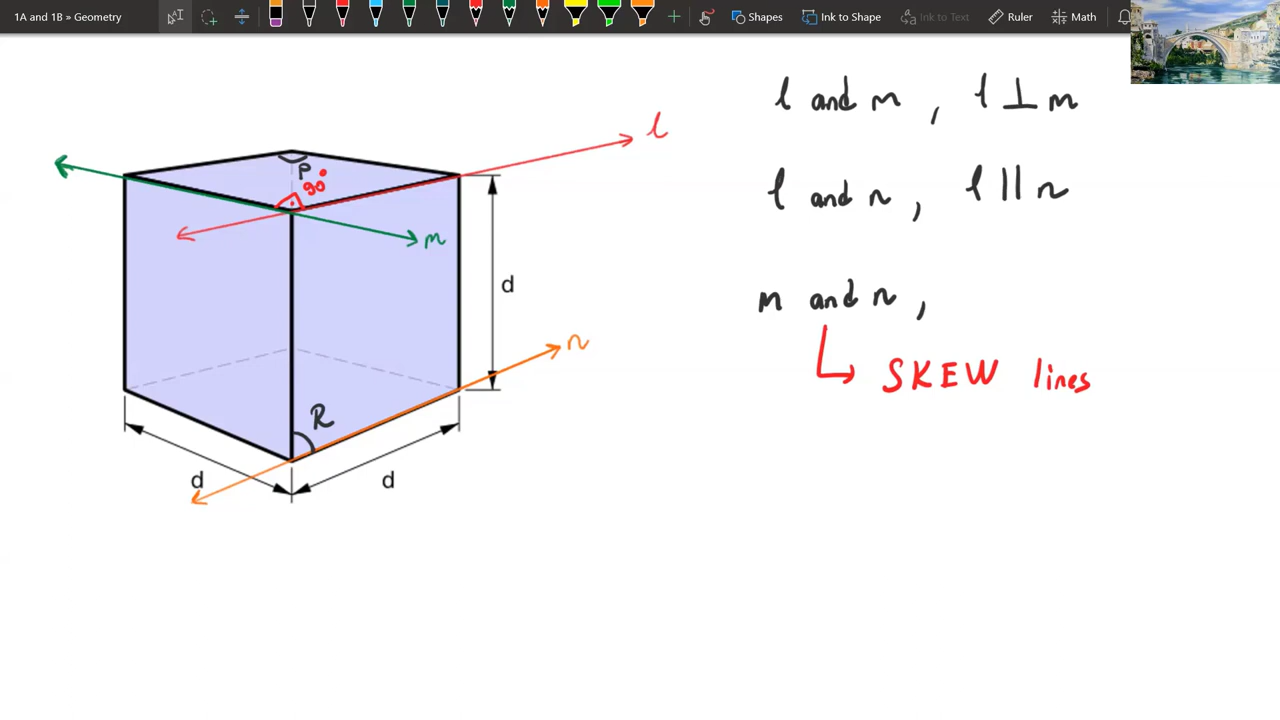 1A and 1B » Geometry
Shapes
Ink to Shape
Ink to Text
Ruler
Math
l and m , l ⊥ m
l
P
90°
l and n , l || n
m
d
m and n ,
n
SKEW lines
R
d
d